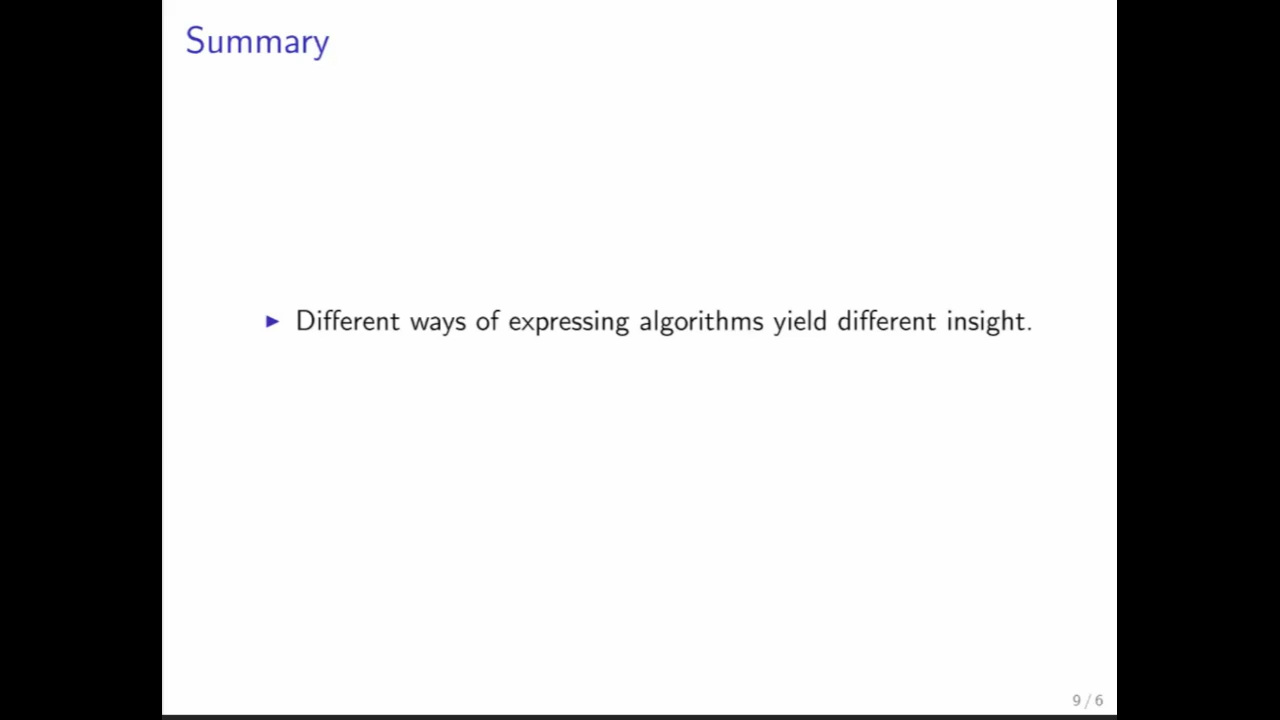 Summary
▶ Different ways of expressing algorithms yield different insight.
9 / 6